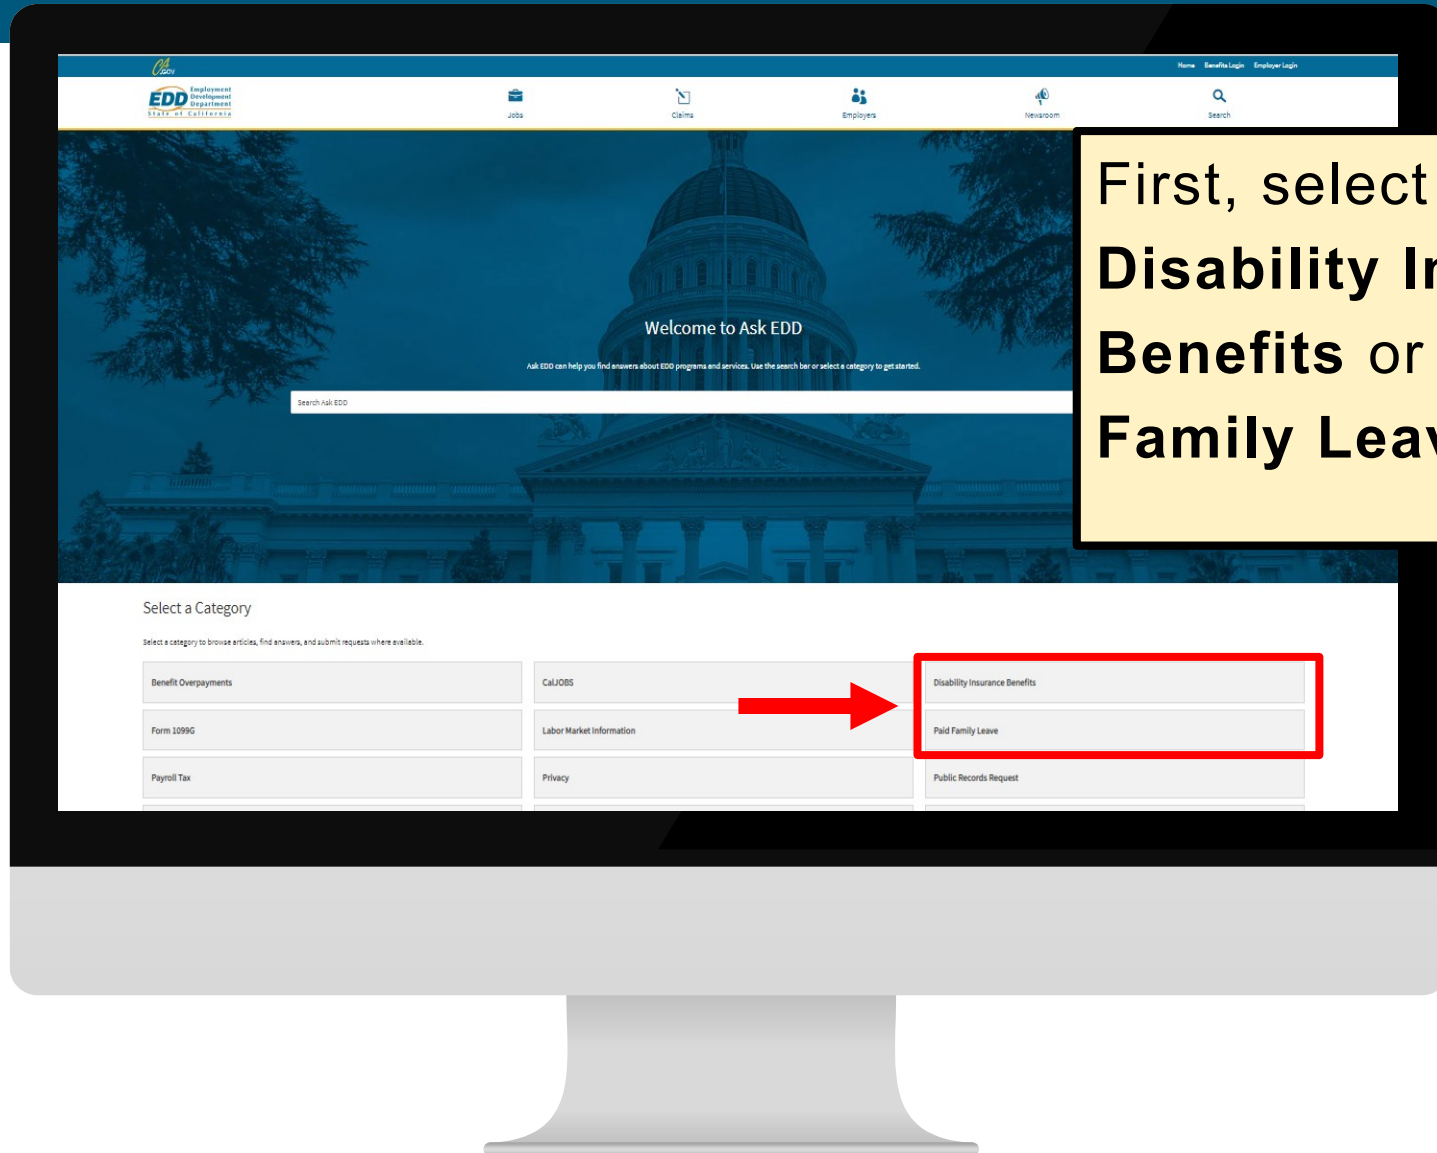 CA.GOV
Home Benefits Login Employer Login
EDD Employment
Development
Department
State of California
Jobs
Claims
Employers
Newsroom
Search
First, select
Disability In
Benefits or
Family Leav
Welcome to Ask EDD
Ask EDD can help you find answers about EDD programs and services. Use the search bar or select a category to get started.
Search Ask EDD
Select a Category
Select a category to browse articles, find answers, and submit requests where available.
Benefit Overpayments
CalJOBS
Disability Insurance Benefits
Form 1099G
Labor Market Information
Paid Family Leave
Payroll Tax
Privacy
Public Records Request